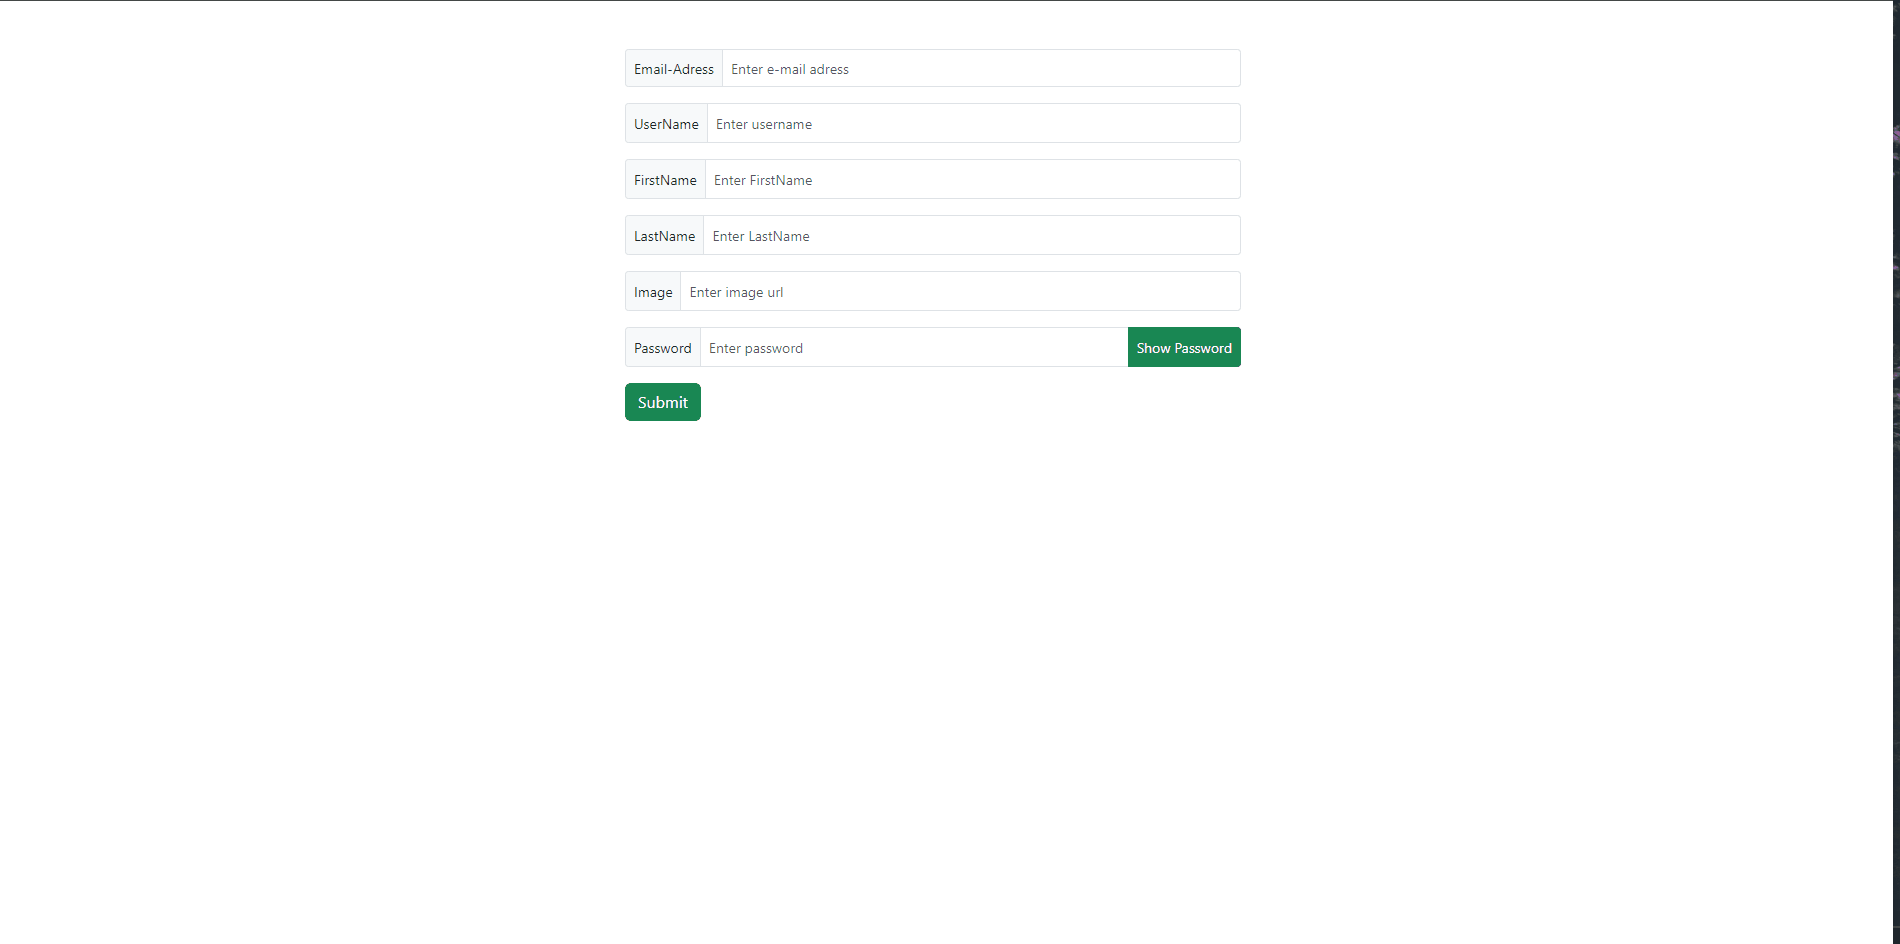 Email-Adress Enter e-mail adress
UserName Enter username
FirstName Enter FirstName
LastName Enter LastName
Image Enter image url
Password Enter password Show Password
Submit